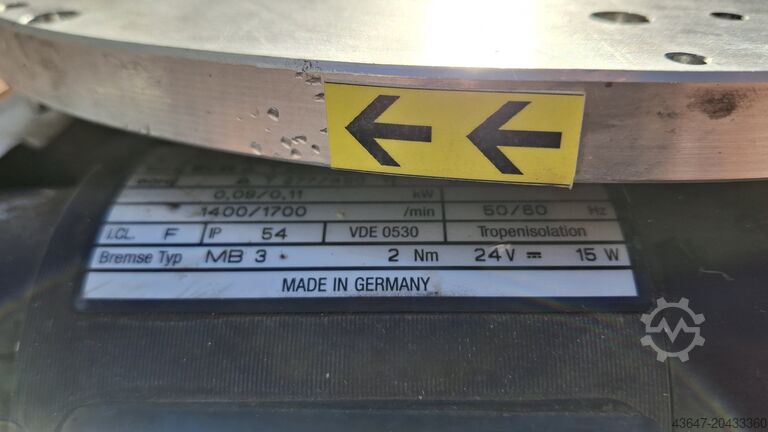 0,09/0,11 kW
1400/1700 /min 50/60 Hz
I.CL. F IP 54 VDE 0530 Tropenisolation
Bremse Typ MB 3 2 Nm 24V 15 W
MADE IN GERMANY
43647-20433360